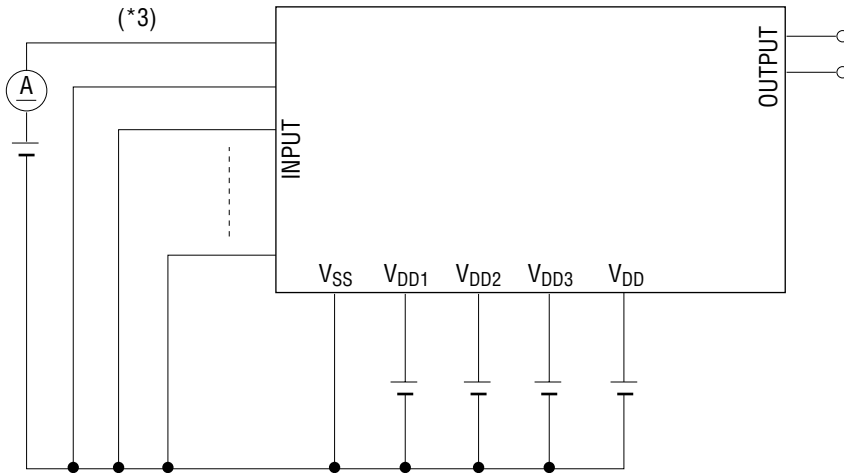 (*3)
A
INPUT
OUTPUT
VSS VDD1 VDD2 VDD3 VDD